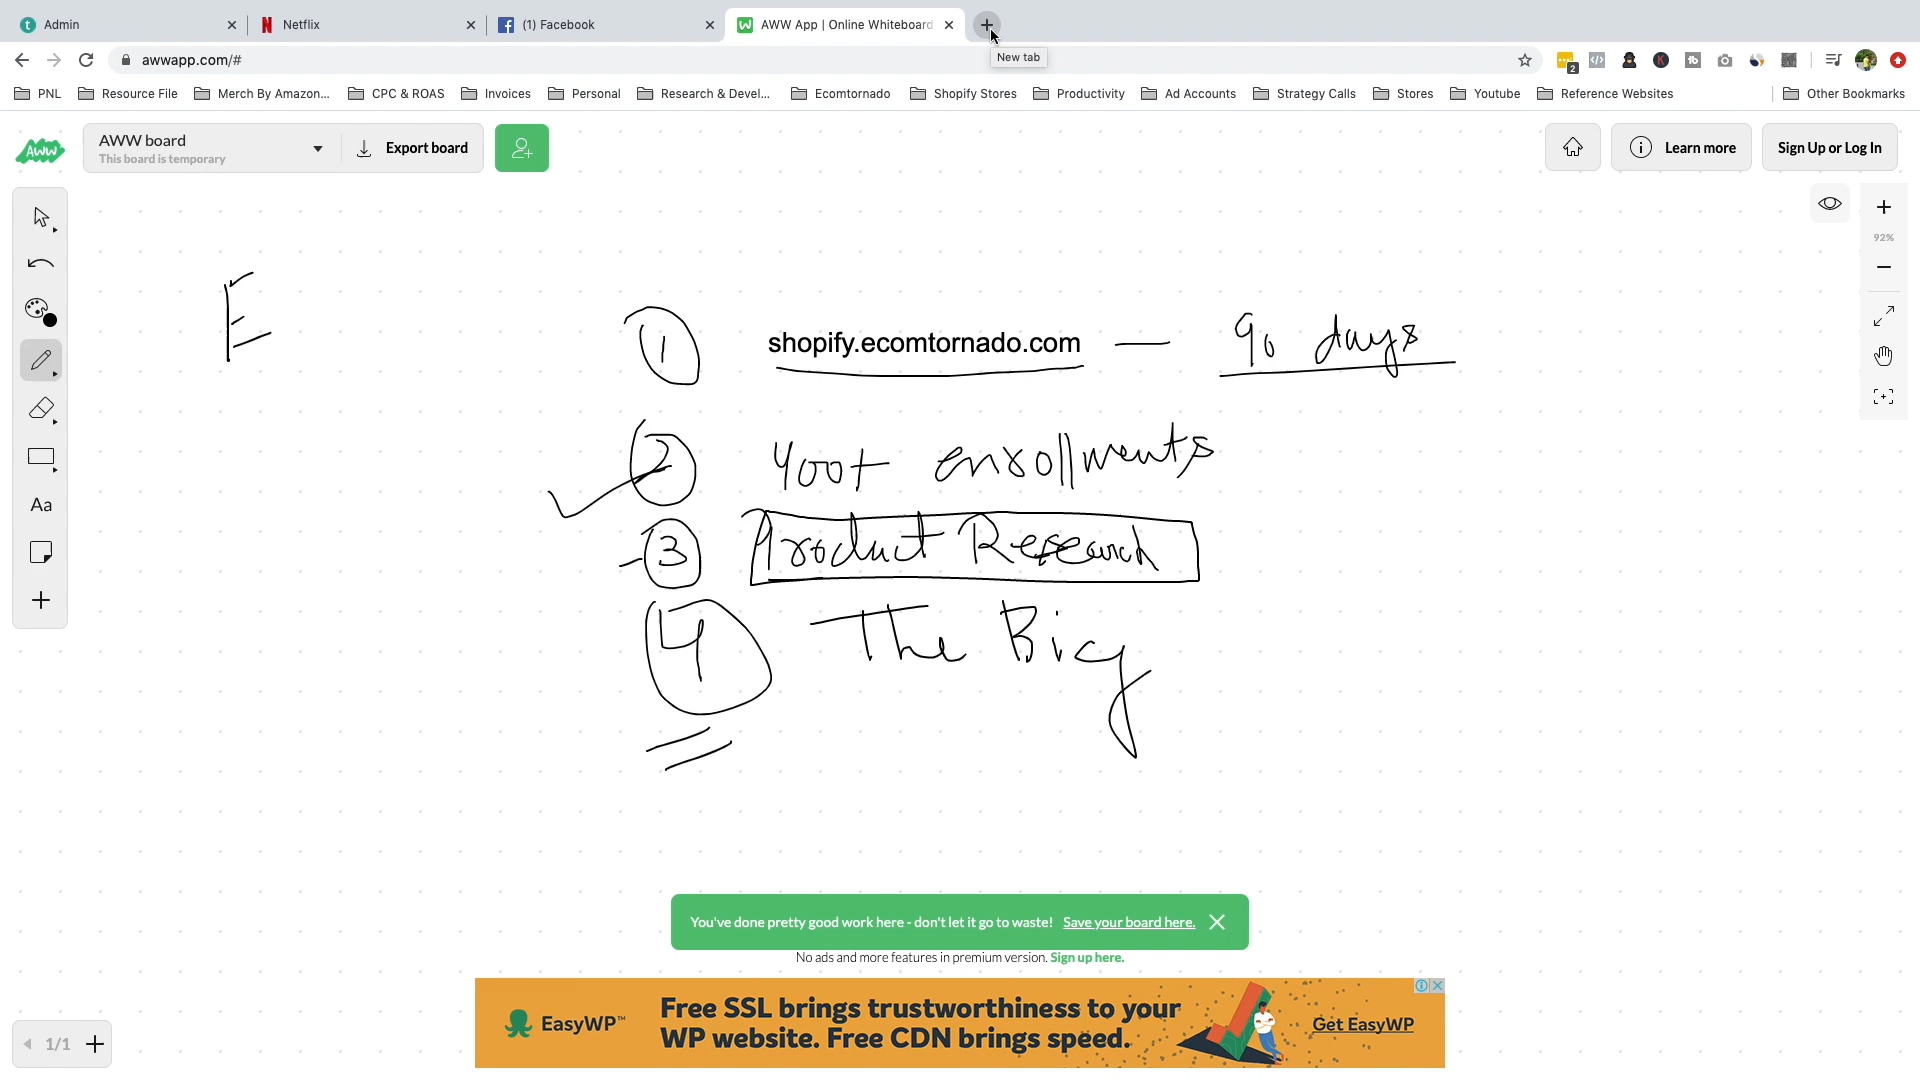 Admin
Netflix
(1) Facebook
AWW App | Online Whiteboard
awwapp.com/#
New tab
2
PNL
Resource File
Merch By Amazon...
CPC & ROAS
Invoices
Personal
Research & Devel...
Ecomtornado
Shopify Stores
Productivity
Ad Accounts
Strategy Calls
Stores
Youtube
Reference Websites
Other Bookmarks
AWW
AWW board
This board is temporary
Export board
Learn more
Sign Up or Log In
92%
Aa
E
1 shopify.ecomtornado.com — 90 days
2 400+ enrollments
3 Product Research
4 The Big
You've done pretty good work here - don't let it go to waste! Save your board here.
No ads and more features in premium version. Sign up here.
EasyWP™
Free SSL brings trustworthiness to your
WP website. Free CDN brings speed.
Get EasyWP
1/1